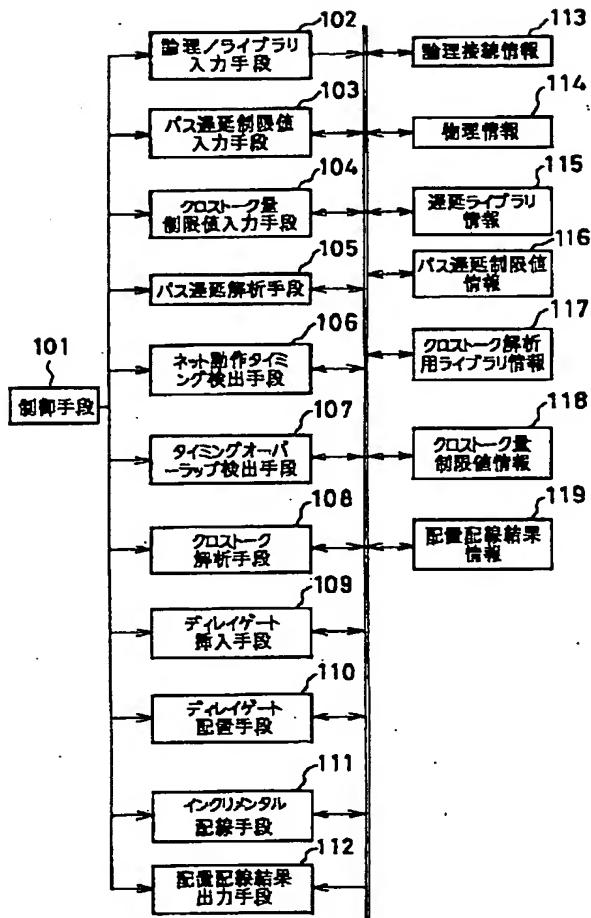 102
論理/ライブラリ
入力手段
103
パス遅延制限値
入力手段
104
クロストーク量
制限値入力手段
105
パス遅延解析手段
106
ネット動作タイミ
ング検出手段
101
制御手段
107
タイミングオーバ
ーラップ検出手段
108
クロストーク
解析手段
109
ディレイゲート
挿入手段
110
ディレイゲート
配置手段
111
インクリメンタル
配線手段
112
配置配線結果
出力手段
113
論理接続情報
114
物理情報
115
遅延ライブラリ
情報
116
パス遅延制限値
情報
117
クロストーク解析
用ライブラリ情報
118
クロストーク量
制限値情報
119
配置配線結果
情報